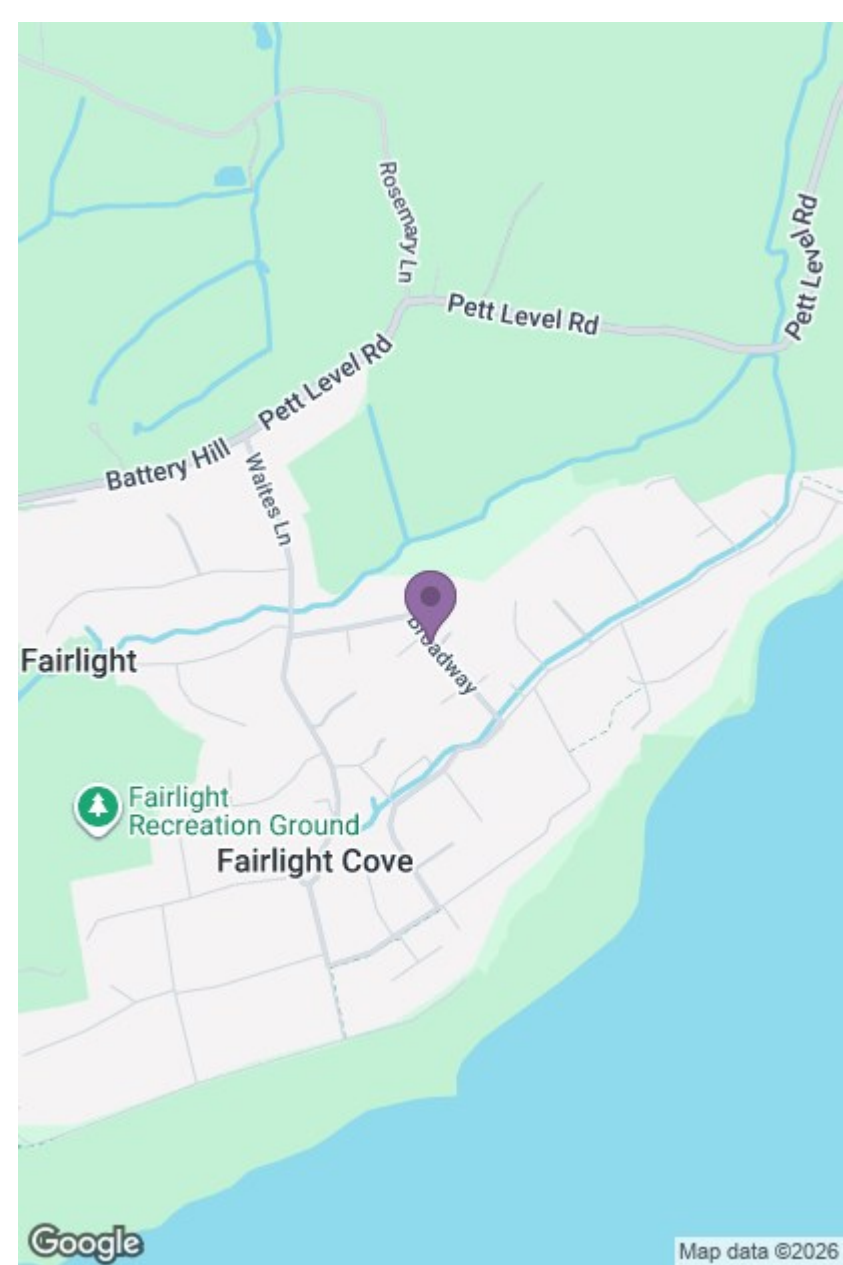 Rosemary Ln
Pett Level Rd
Pett Level Rd
Pett Level Rd
Battery Hill
Waites Ln
Broadway
Fairlight
Fairlight
Recreation Ground
Fairlight Cove
Google
Map data ©2026